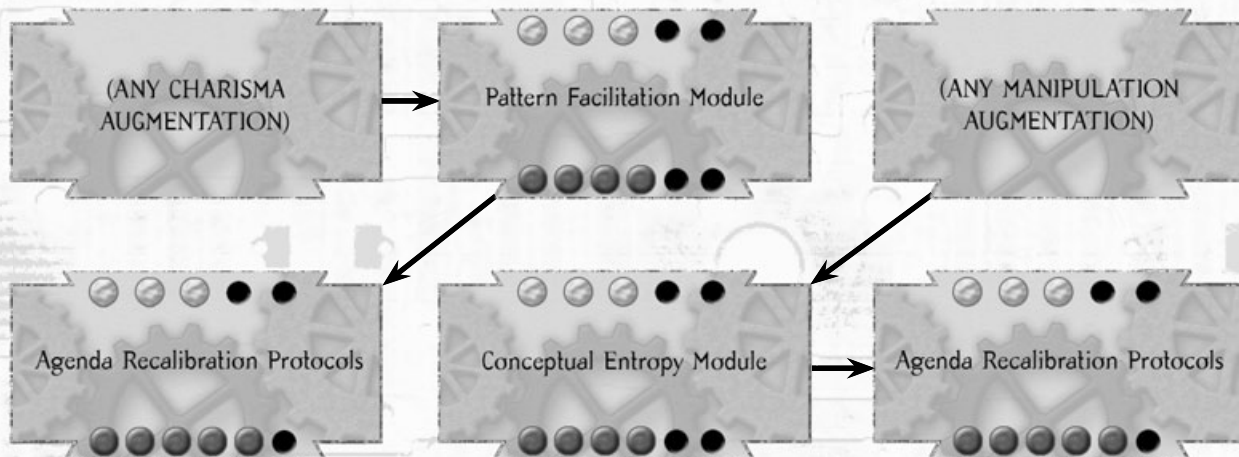 (ANY CHARISMA
AUGMENTATION)
Pattern Facilitation Module
(ANY MANIPULATION
AUGMENTATION)
Agenda Recalibration Protocols
Conceptual Entropy Module
Agenda Recalibration Protocols